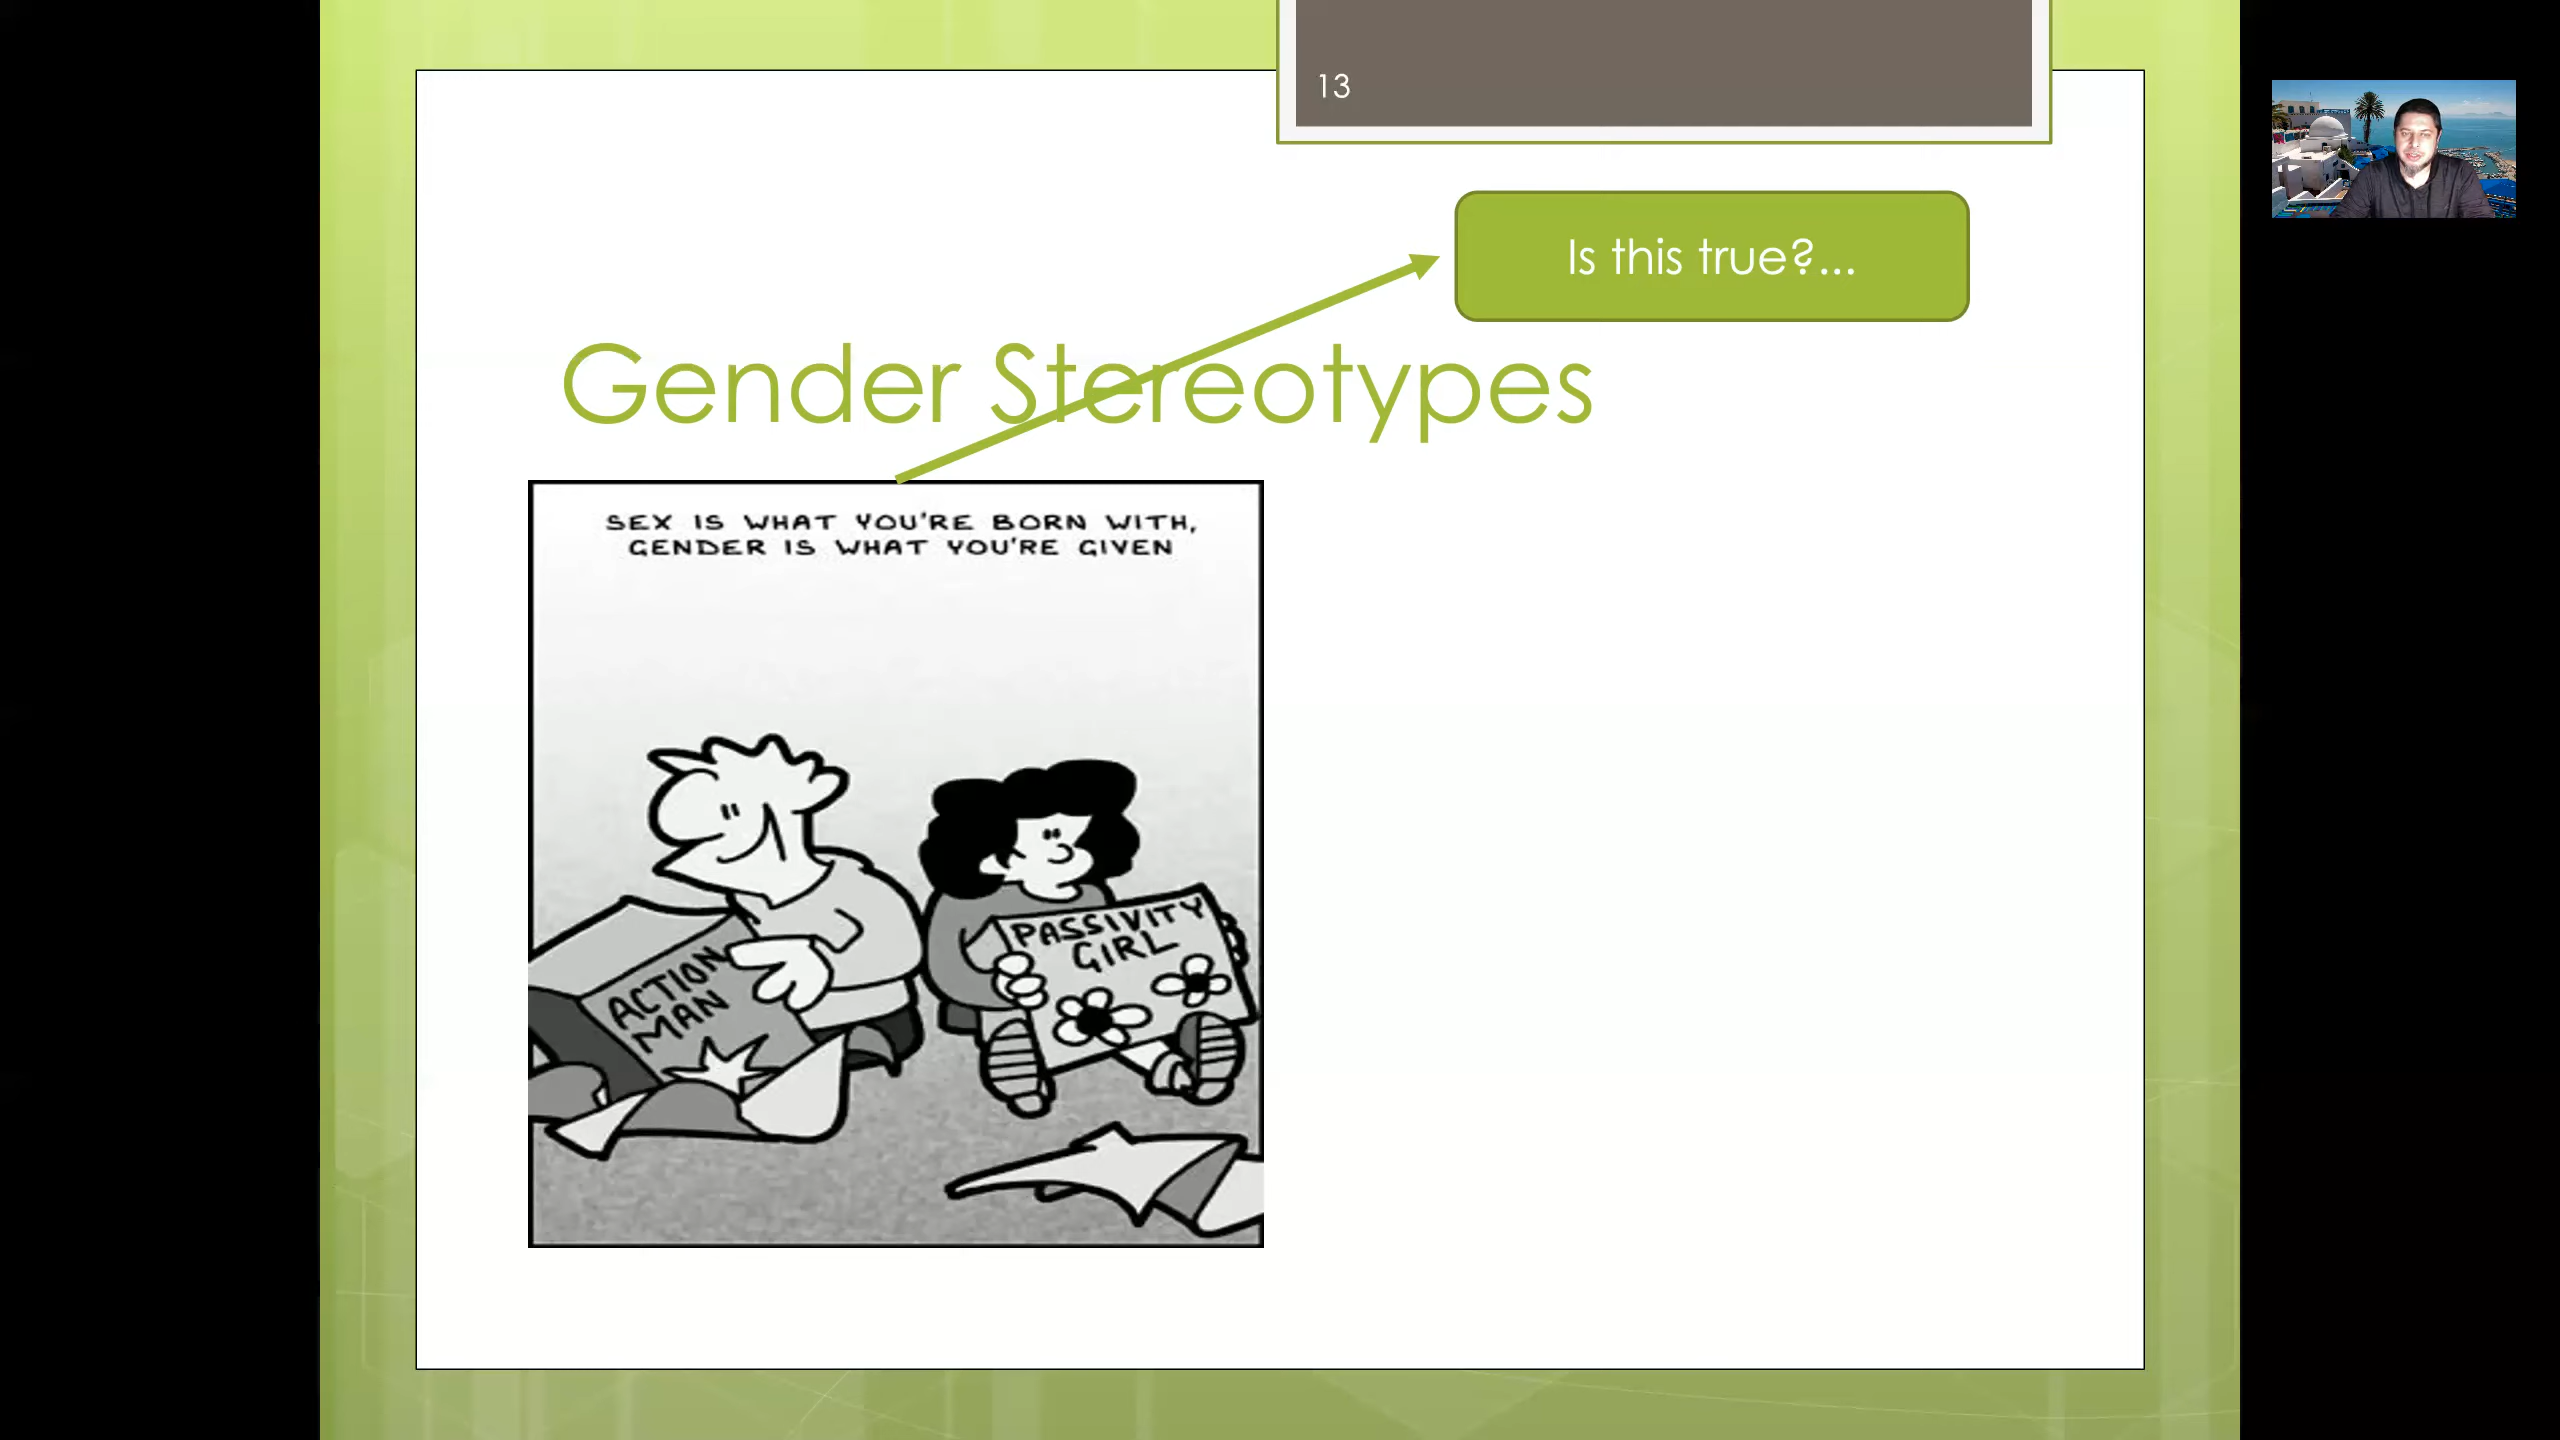 13
Is this true?...
Gender Stereotypes
SEX IS WHAT YOU'RE BORN WITH,
GENDER IS WHAT YOU'RE GIVEN
ACTION
MAN
PASSIVITY
GIRL